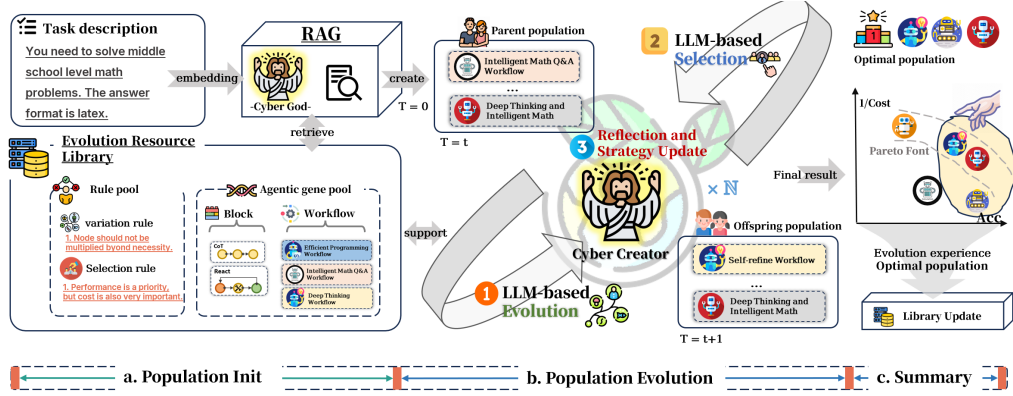 Task description
You need to solve middle
school level math
problems. The answer
format is latex.
embedding
RAG
-Cyber God-
create
T = 0
retrieve
Parent population
Intelligent Math Q&A
Workflow
...
Deep Thinking and
Intelligent Math
T = t
2
LLM-based
Selection
3
Reflection and
Strategy Update
Cyber Creator
× ℕ
1
LLM-based
Evolution
support
Evolution Resource
Library
Rule pool
variation rule
1. Node should not be
multiplied byond necessity.
Selection rule
1. Performance is a priority,
but cost is also very important.
Agentic gene pool
Block
CoT
React
Workflow
Efficient Programming
Workflow
Intelligent Math Q&A
Workflow
Deep Thinking
Workflow
Offspring population
Self-refine Workflow
...
Deep Thinking and
Intelligent Math
T = t+1
Final result
1
Optimal population
1/Cost
Pareto Font
Acc
Evolution experience
Optimal population
Library Update
a. Population Init
b. Population Evolution
c. Summary